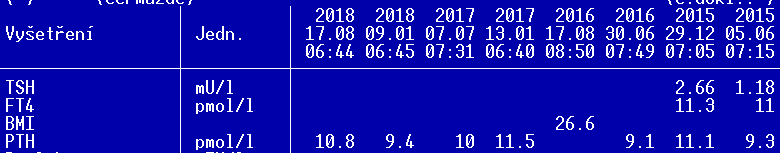 2018 2018 2017 2017 2016 2016 2015 2015
Vyšetření Jedn. 17.08 09.01 07.07 13.01 17.08 30.06 29.12 05.06
06:44 06:45 07:31 06:40 08:50 07:49 07:05 07:15
TSH mU/l 2.66 1.18
FT4 pmol/l 11.3 11
BMI 26.6
PTH pmol/l 10.8 9.4 10 11.5 9.1 11.1 9.3